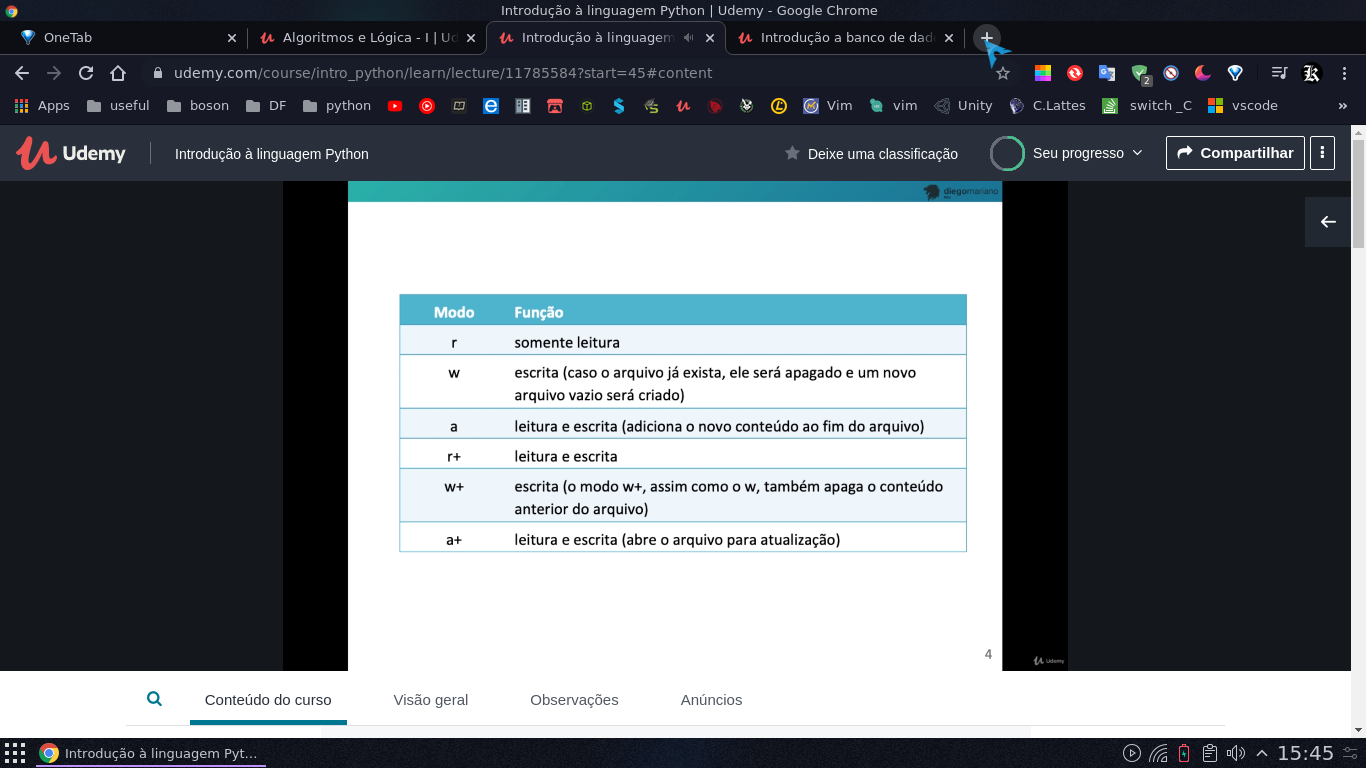 Introdução à linguagem Python | Udemy - Google Chrome
OneTab
Algoritmos e Lógica - I | Ud
Introdução à linguagem
Introdução a banco de dad
udemy.com/course/intro_python/learn/lecture/11785584?start=45#content
2
Apps useful boson DF python Vim vim Unity C.Lattes switch_C vscode »
Udemy Introdução à linguagem Python Deixe uma classificação Seu progresso Compartilhar
diegomariano
Modo Função
r somente leitura
w escrita (caso o arquivo já exista, ele será apagado e um novo
arquivo vazio será criado)
a leitura e escrita (adiciona o novo conteúdo ao fim do arquivo)
r+ leitura e escrita
w+ escrita (o modo w+, assim como o w, também apaga o conteúdo
anterior do arquivo)
a+ leitura e escrita (abre o arquivo para atualização)
4
Udemy
Conteúdo do curso Visão geral Observações Anúncios
Introdução à linguagem Pyt... 15:45